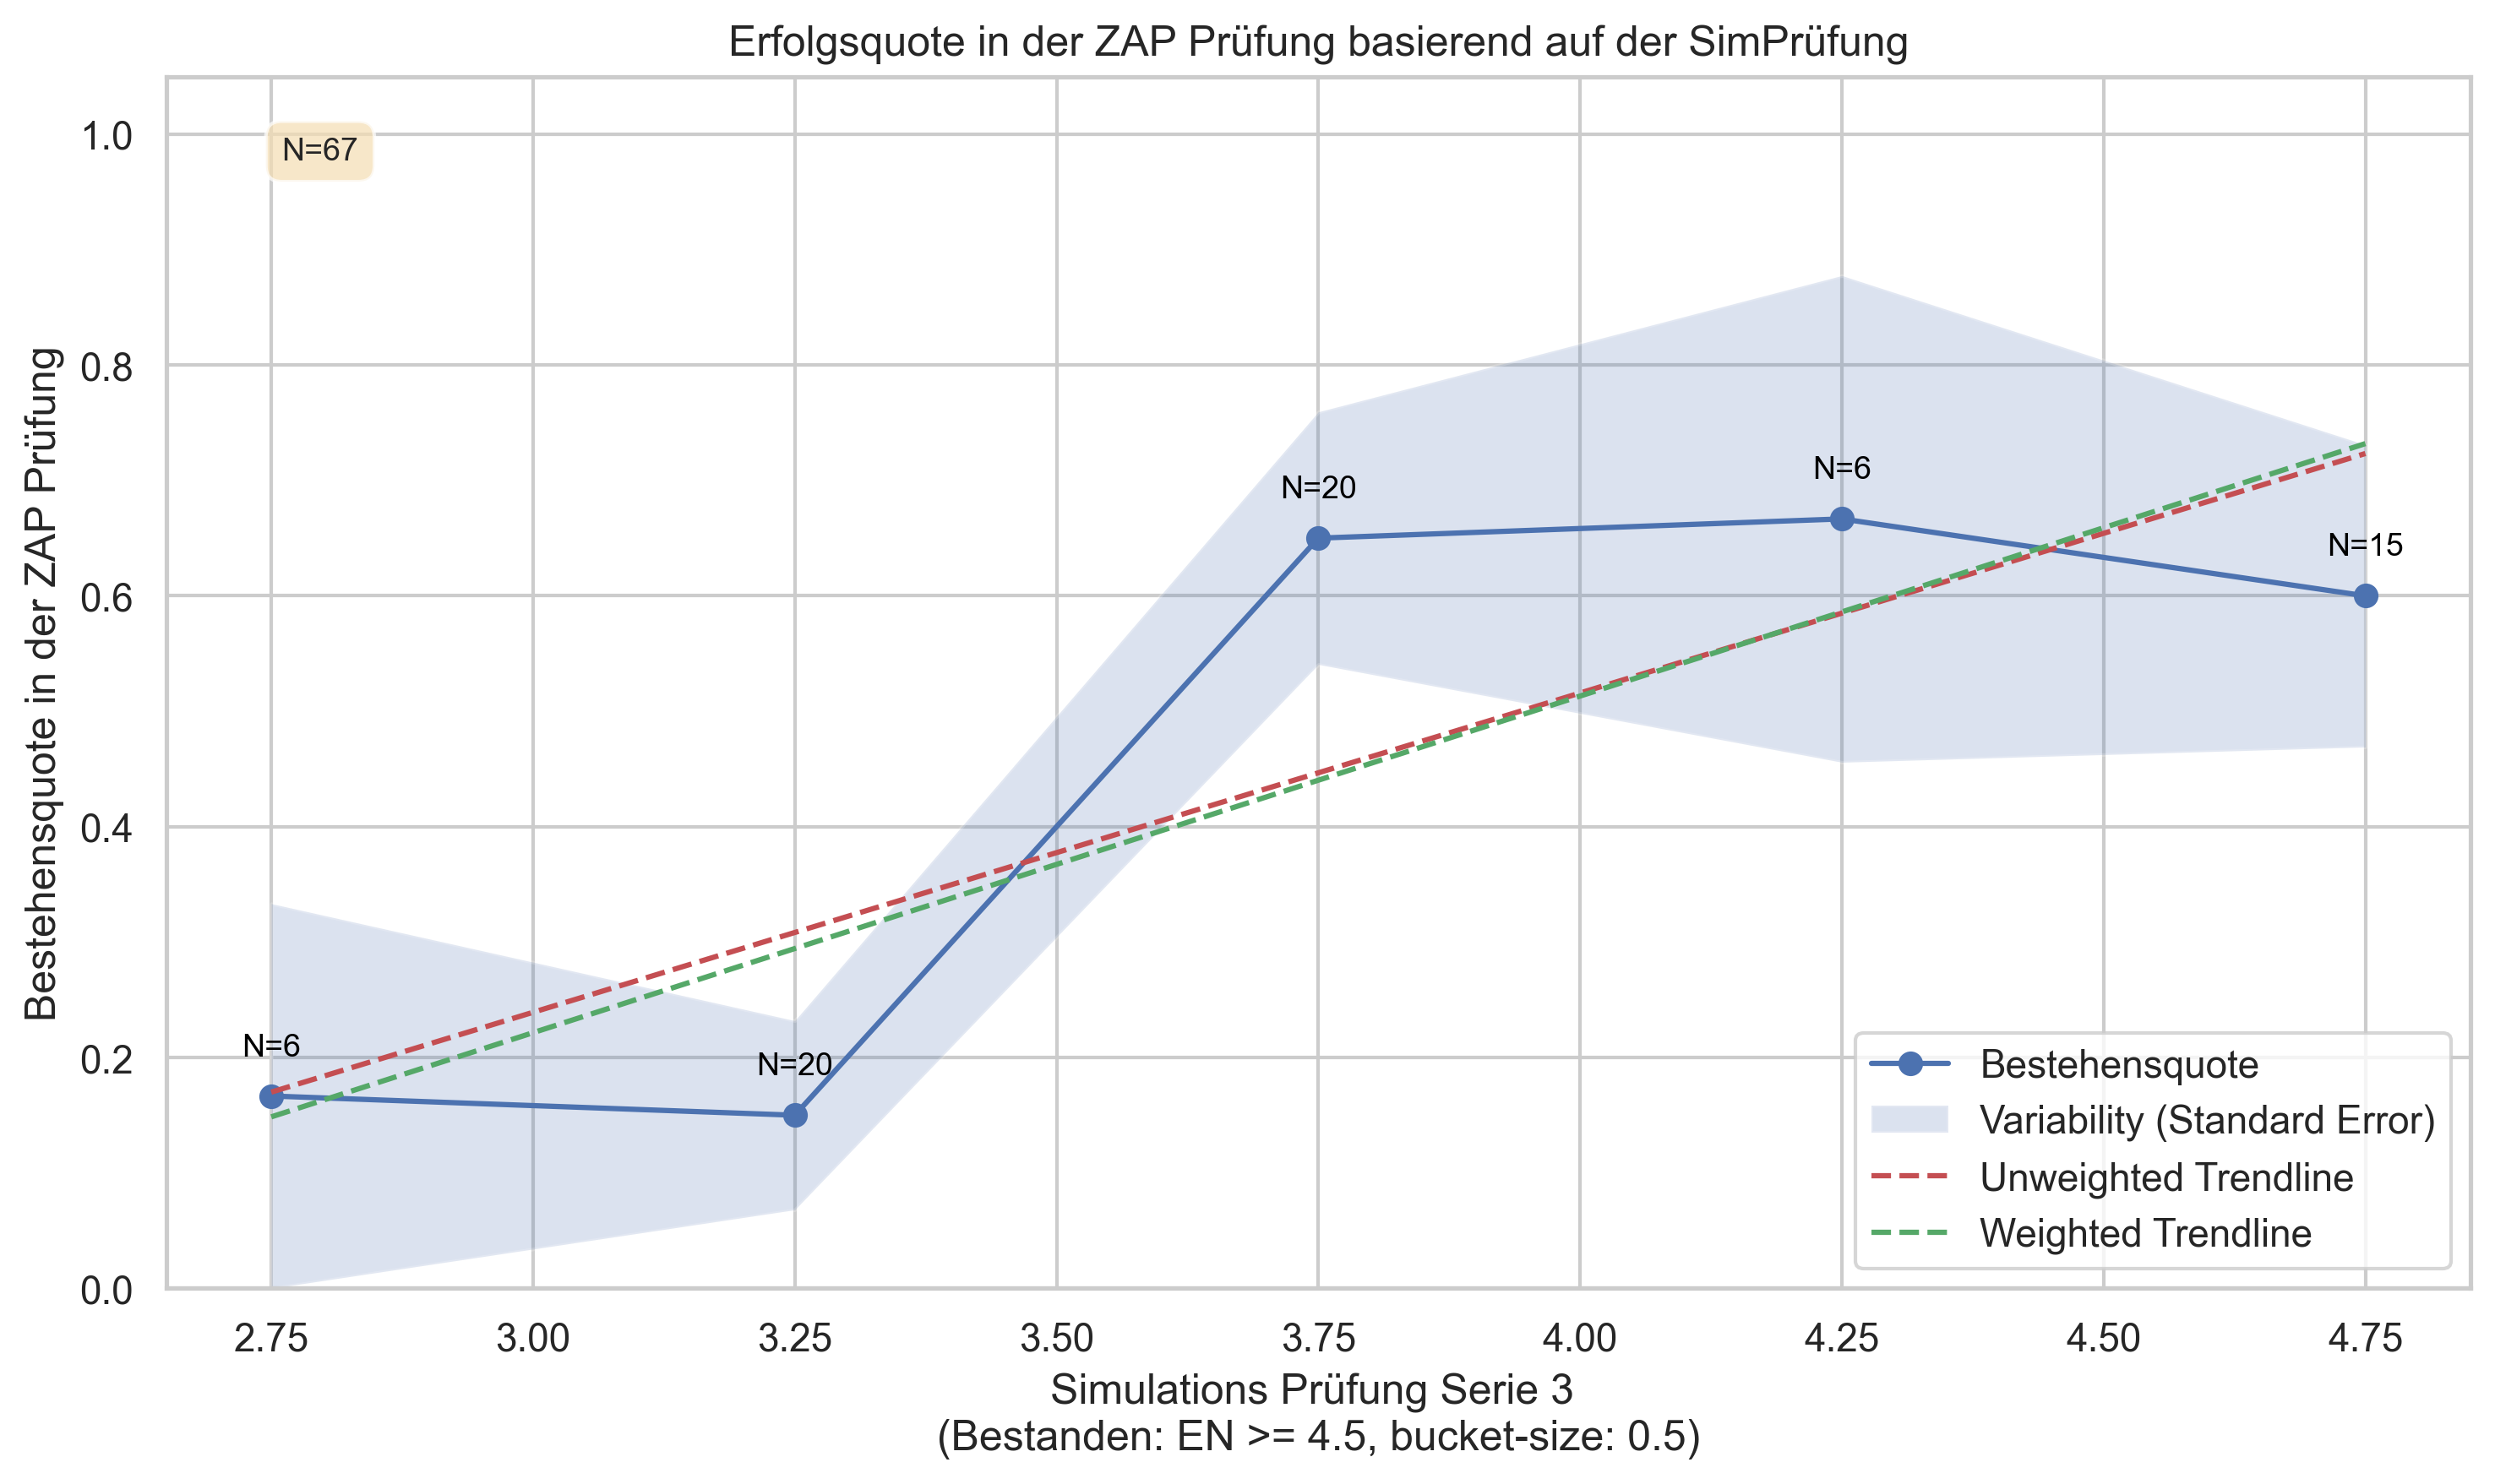 Erfolgsquote in der ZAP Prüfung basierend auf der SimPrüfung
Bestehensquote in der ZAP Prüfung
1.0
0.8
0.6
0.4
0.2
0.0
N=67
N=6
N=20
N=20
N=6
N=15
Bestehensquote
Variability (Standard Error)
Unweighted Trendline
Weighted Trendline
2.75 3.00 3.25 3.50 3.75 4.00 4.25 4.50 4.75
Simulations Prüfung Serie 3
(Bestanden: EN >= 4.5, bucket-size: 0.5)